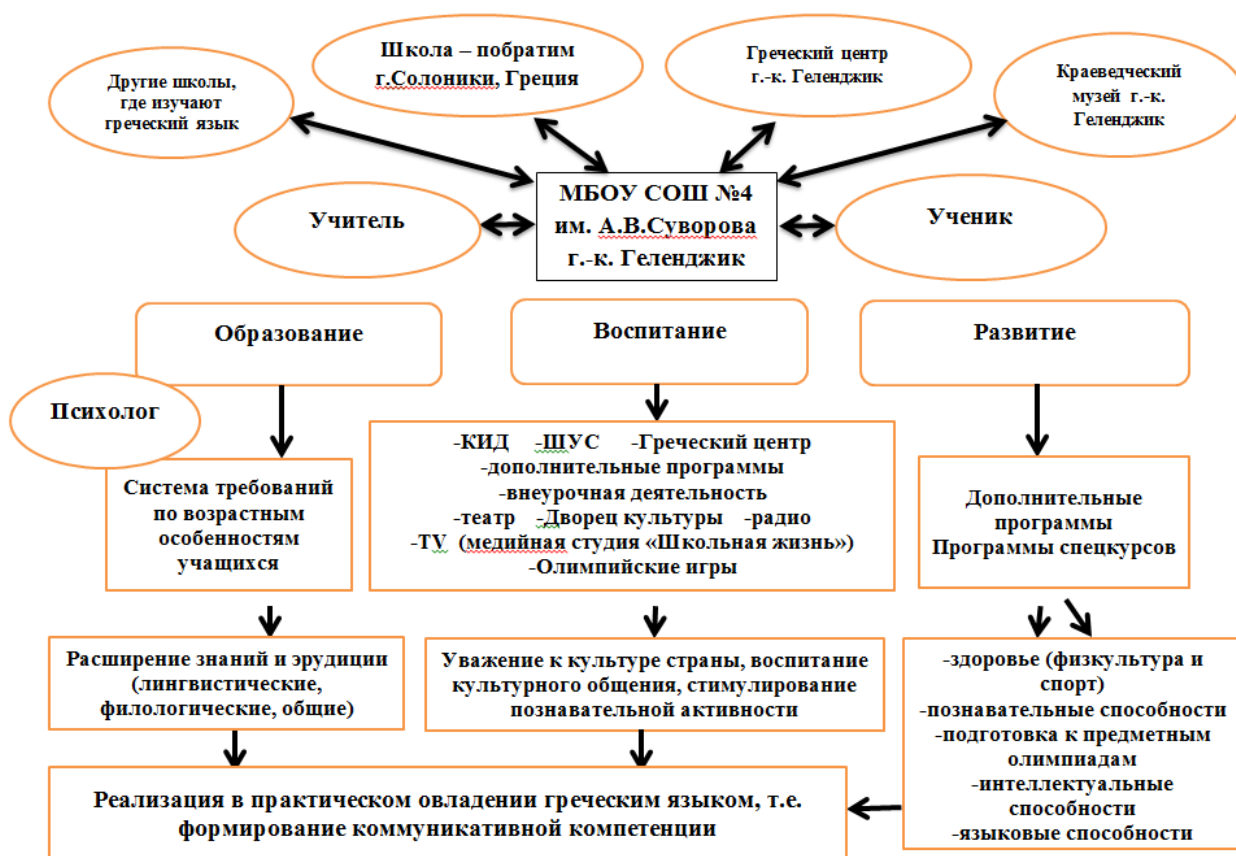 Школа – побратим
г.Солоники, Греция
Греческий центр
г.-к. Геленджик
Другие школы,
где изучают
греческий язык
Краеведческий
музей г.-к.
Геленджик
МБОУ СОШ №4
им. А.В.Суворова
г.-к. Геленджик
Учитель
Ученик
Образование
Воспитание
Развитие
Психолог
Система требований
по возрастным
особенностям
учащихся
-КИД -ШУС -Греческий центр
-дополнительные программы
-внеурочная деятельность
-театр -Дворец культуры -радио
-TV (медийная студия «Школьная жизнь»)
-Олимпийские игры
Дополнительные
программы
Программы спецкурсов
Расширение знаний и эрудиции
(лингвистические,
филологические, общие)
Уважение к культуре страны, воспитание
культурного общения, стимулирование
познавательной активности
-здоровье (физкультура и
спорт)
-познавательные способности
-подготовка к предметным
олимпиадам
-интеллектуальные
способности
-языковые способности
Реализация в практическом овладении греческим языком, т.е.
формирование коммуникативной компетенции